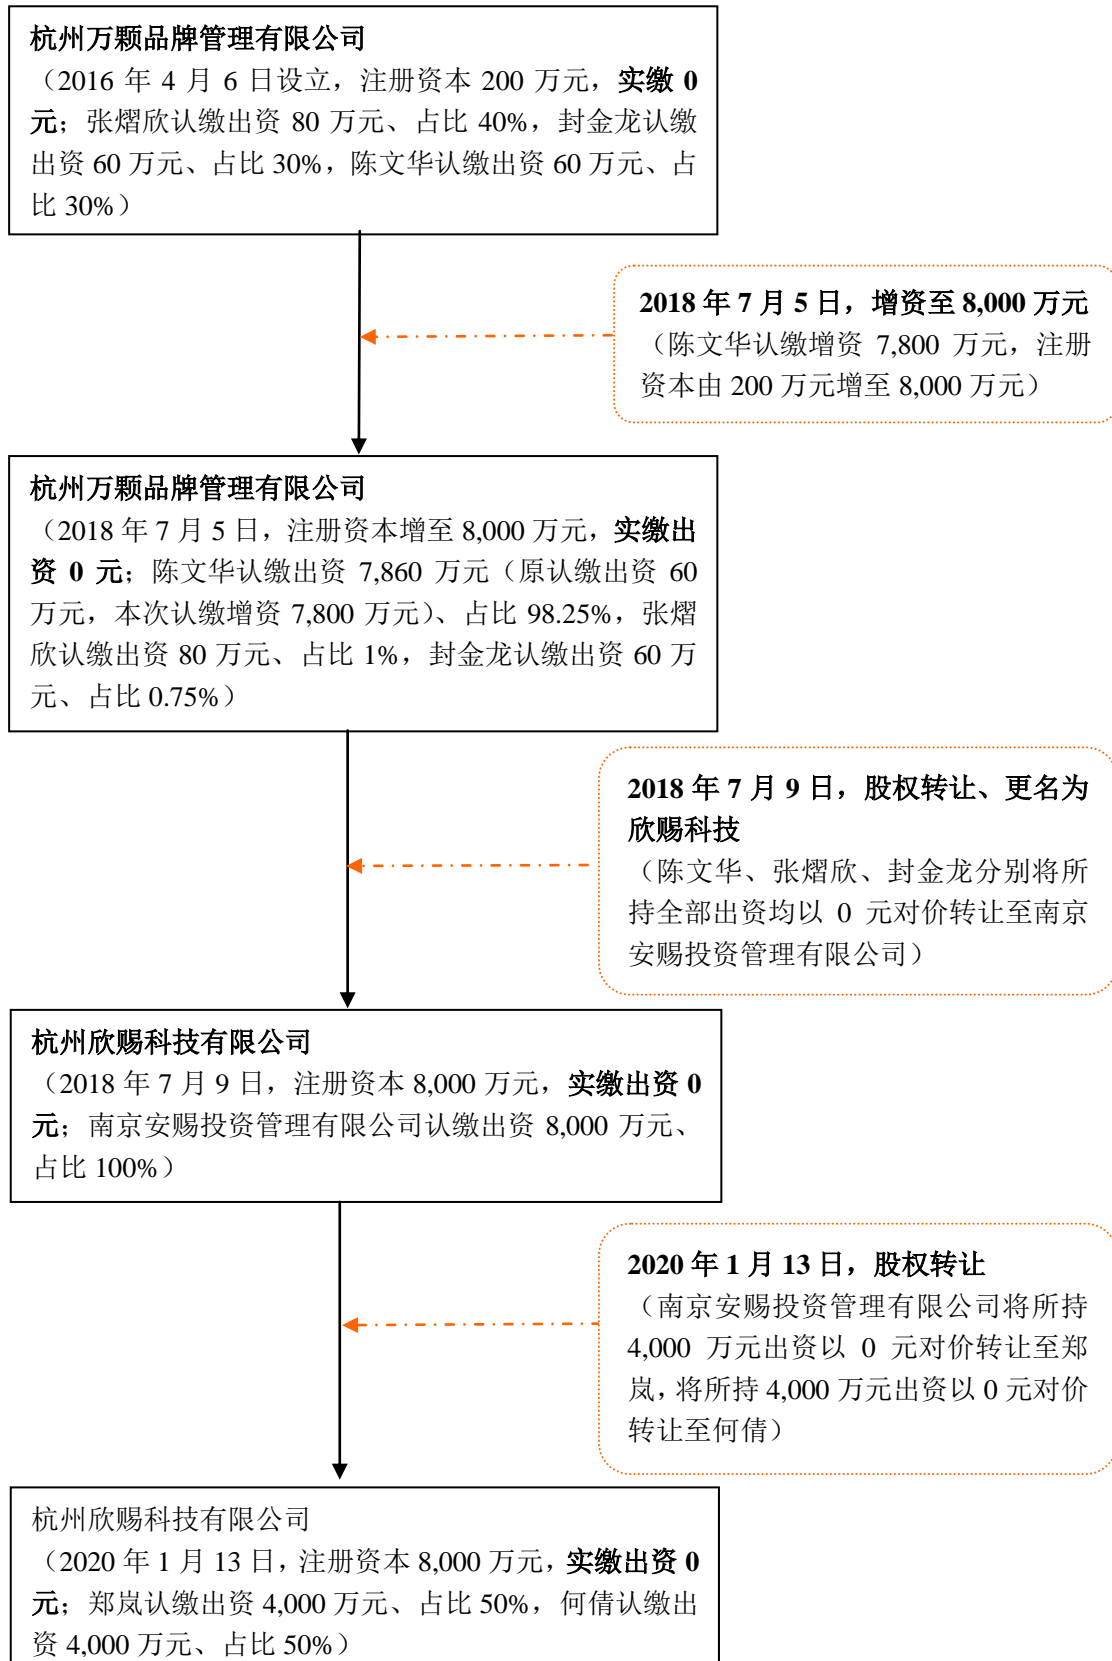 杭州万颗品牌管理有限公司
（2016 年 4 月 6 日设立，注册资本 200 万元，实缴 0
元；张熠欣认缴出资 80 万元、占比 40%，封金龙认缴
出资 60 万元、占比 30%，陈文华认缴出资 60 万元、占
比 30%）
2018 年 7 月 5 日，增资至 8,000 万元
（陈文华认缴增资 7,800 万元，注册
资本由 200 万元增至 8,000 万元）
杭州万颗品牌管理有限公司
（2018 年 7 月 5 日，注册资本增至 8,000 万元，实缴出
资 0 元；陈文华认缴出资 7,860 万元（原认缴出资 60
万元，本次认缴增资 7,800 万元）、占比 98.25%，张熠
欣认缴出资 80 万元、占比 1%，封金龙认缴出资 60 万
元、占比 0.75%）
2018 年 7 月 9 日，股权转让、更名为
欣赐科技
（陈文华、张熠欣、封金龙分别将所
持全部出资均以 0 元对价转让至南京
安赐投资管理有限公司）
杭州欣赐科技有限公司
（2018 年 7 月 9 日，注册资本 8,000 万元，实缴出资 0
元；南京安赐投资管理有限公司认缴出资 8,000 万元、
占比 100%）
2020 年 1 月 13 日，股权转让
（南京安赐投资管理有限公司将所持
4,000 万元出资以 0 元对价转让至郑
岚，将所持 4,000 万元出资以 0 元对价
转让至何倩）
杭州欣赐科技有限公司
（2020 年 1 月 13 日，注册资本 8,000 万元，实缴出资 0
元；郑岚认缴出资 4,000 万元、占比 50%，何倩认缴出
资 4,000 万元、占比 50%）